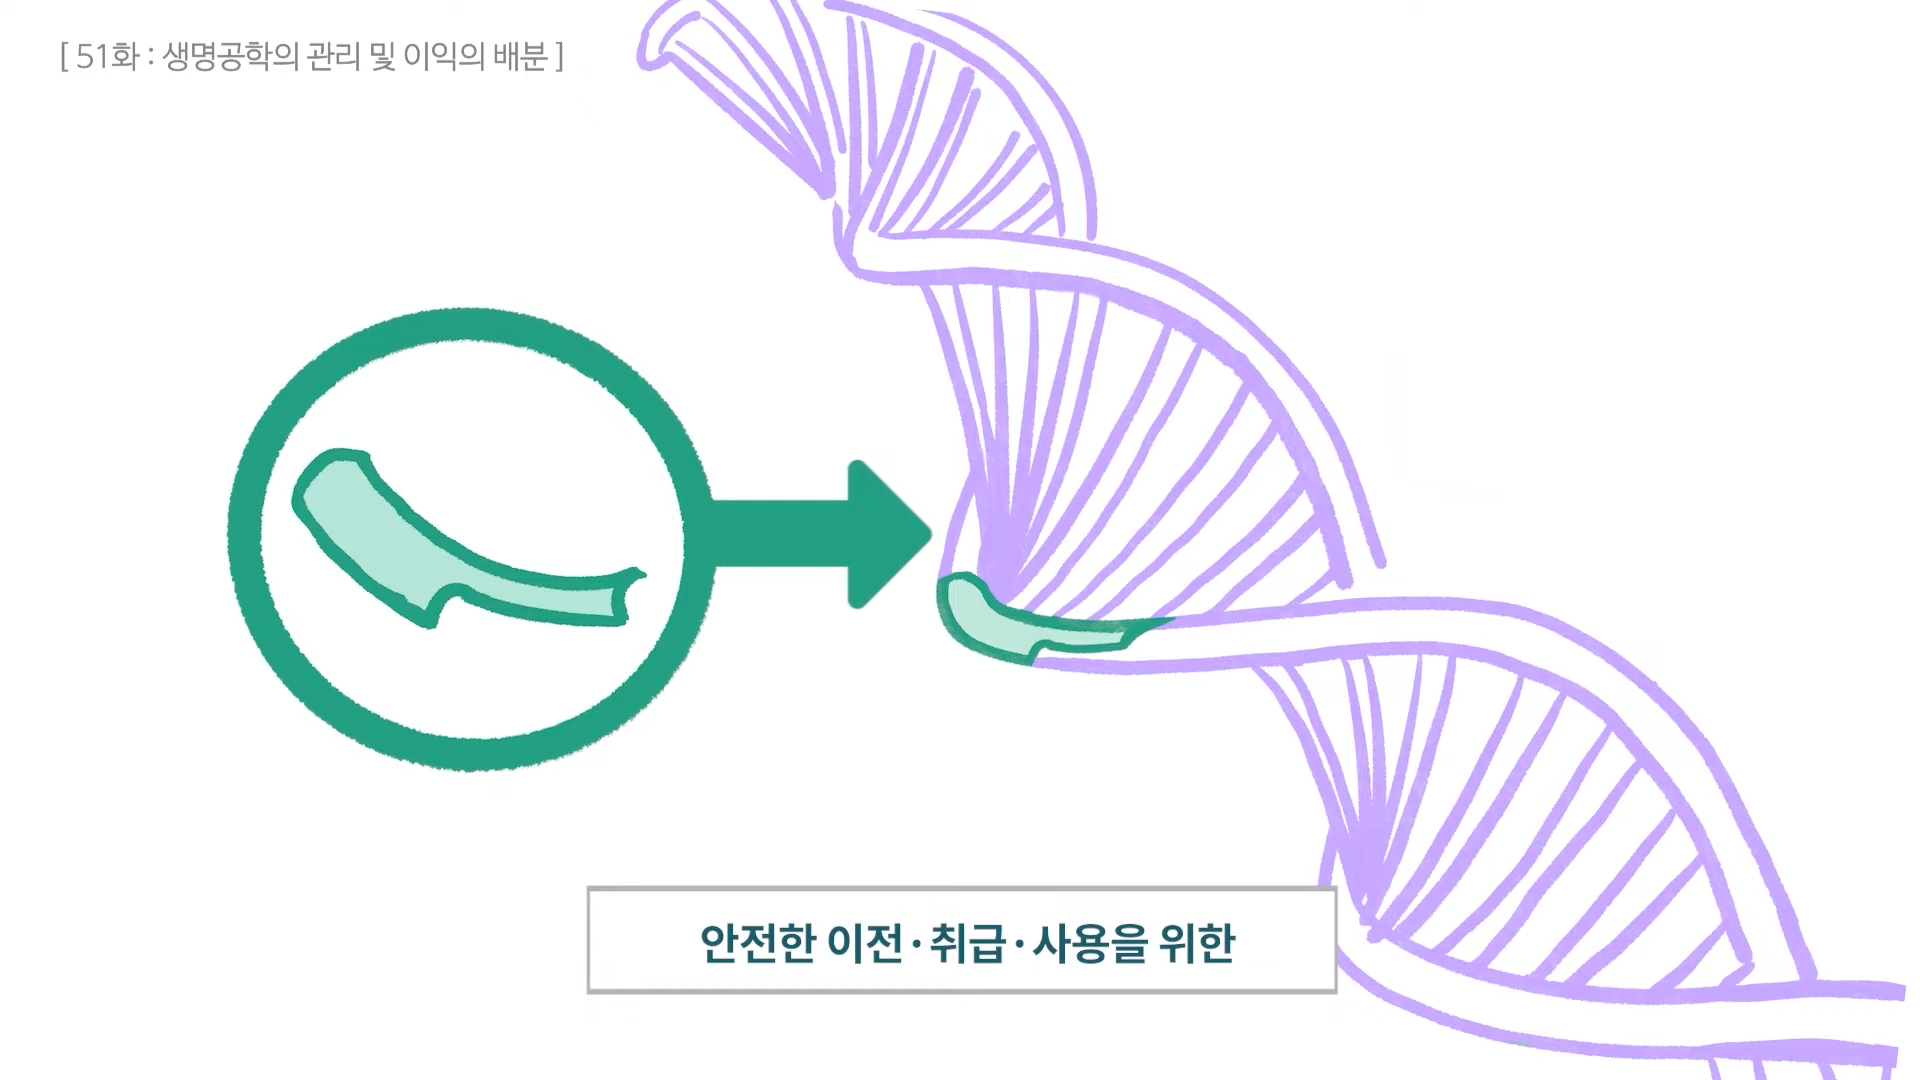 [ 51화 : 생명공학의 관리 및 이익의 배분 ]
안전한 이전·취급·사용을 위한